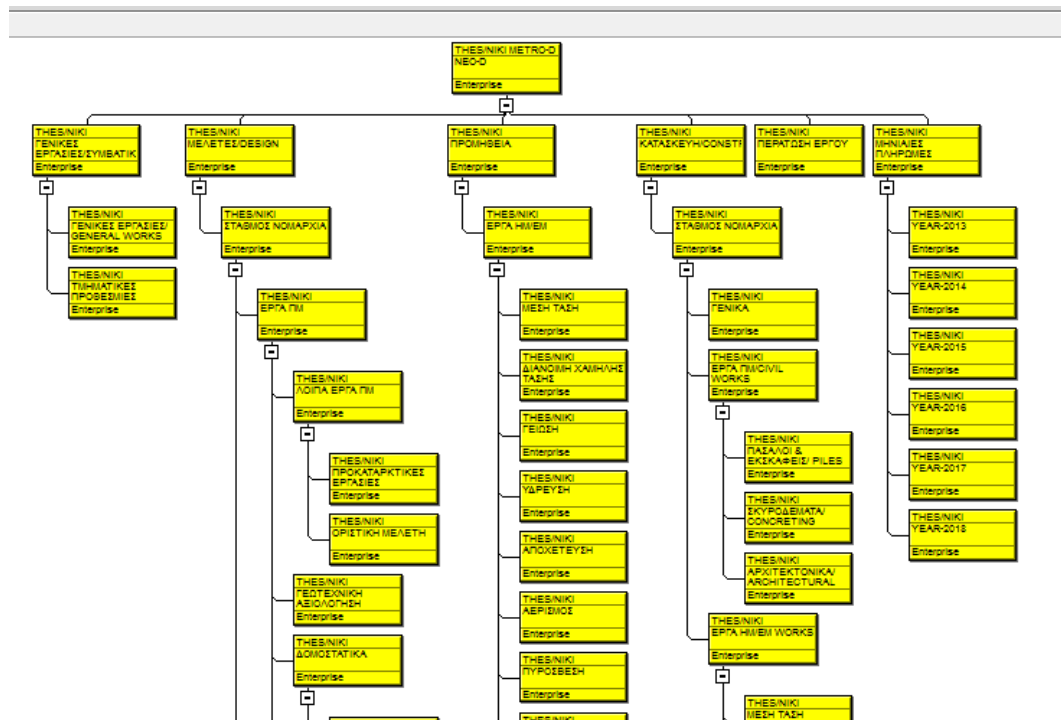 THES/NIKI METRO-D
NEO-D
Enterprise
THES/NIKI
ΓΕΝΙΚΕΣ
ΕΡΓΑΣΙΕΣ/ΣΥΜΒΑΤΙΚ
Enterprise
THES/NIKI
ΓΕΝΙΚΕΣ ΕΡΓΑΣΙΕΣ/
GENERAL WORKS
Enterprise
THES/NIKI
ΤΜΗΜΑΤΙΚΕΣ
ΠΡΟΘΕΣΜΙΕΣ
Enterprise
THES/NIKI
ΜΕΛΕΤΕΣ/DESIGN
Enterprise
THES/NIKI
ΣΤΑΘΜΟΣ ΝΟΜΑΡΧΙΑ
Enterprise
THES/NIKI
ΕΡΓΑ ΠΜ
Enterprise
THES/NIKI
ΛΟΙΠΑ ΕΡΓΑ ΠΜ
Enterprise
THES/NIKI
ΠΡΟΚΑΤΑΡΚΤΙΚΕΣ
ΕΡΓΑΣΙΕΣ
Enterprise
THES/NIKI
ΟΡΙΣΤΙΚΗ ΜΕΛΕΤΗ
Enterprise
THES/NIKI
ΓΕΩΤΕΧΝΙΚΗ
ΑΞΙΟΛΟΓΗΣΗ
Enterprise
THES/NIKI
ΔΟΜΟΣΤΑΤΙΚΑ
Enterprise
THES/NIKI
ΠΡΟΜΗΘΕΙΑ
Enterprise
THES/NIKI
ΕΡΓΑ ΗΜ/EM
Enterprise
THES/NIKI
ΜΕΣΗ ΤΑΣΗ
Enterprise
THES/NIKI
ΔΙΑΝΟΙΜΗ ΧΑΜΗΛΗΣ
ΤΑΣΗΣ
Enterprise
THES/NIKI
ΓΕΙΩΣΗ
Enterprise
THES/NIKI
ΥΔΡΕΥΣΗ
Enterprise
THES/NIKI
ΑΠΟΧΕΤΕΥΣΗ
Enterprise
THES/NIKI
ΑΕΡΙΣΜΟΣ
Enterprise
THES/NIKI
ΠΥΡΟΣΒΕΣΗ
Enterprise
THES/NIKI
THES/NIKI
ΚΑΤΑΣΚΕΥΗ/CONSTR
Enterprise
THES/NIKI
ΣΤΑΘΜΟΣ ΝΟΜΑΡΧΙΑ
Enterprise
THES/NIKI
ΓΕΝΙΚΑ
Enterprise
THES/NIKI
ΕΡΓΑ ΠΜ/CIVIL
WORKS
Enterprise
THES/NIKI
ΠΑΣΑΛΟΙ &
ΕΚΣΚΑΦΕΙΣ/ PILES
Enterprise
THES/NIKI
ΣΚΥΡΟΔΕΜΑΤΑ/
CONCRETING
Enterprise
THES/NIKI
ΑΡΧΙΤΕΚΤΟΝΙΚΑ/
ARCHITECTURAL
Enterprise
THES/NIKI
ΕΡΓΑ ΗΜ/EM WORKS
Enterprise
THES/NIKI
ΜΕΣΗ ΤΑΣΗ
THES/NIKI
ΠΕΡΑΤΩΣΗ ΕΡΓΟΥ
Enterprise
THES/NIKI
ΜΗΝΙΑΙΕΣ
ΠΛΗΡΩΜΕΣ
Enterprise
THES/NIKI
YEAR-2013
Enterprise
THES/NIKI
YEAR-2014
Enterprise
THES/NIKI
YEAR-2015
Enterprise
THES/NIKI
YEAR-2016
Enterprise
THES/NIKI
YEAR-2017
Enterprise
THES/NIKI
YEAR-2018
Enterprise